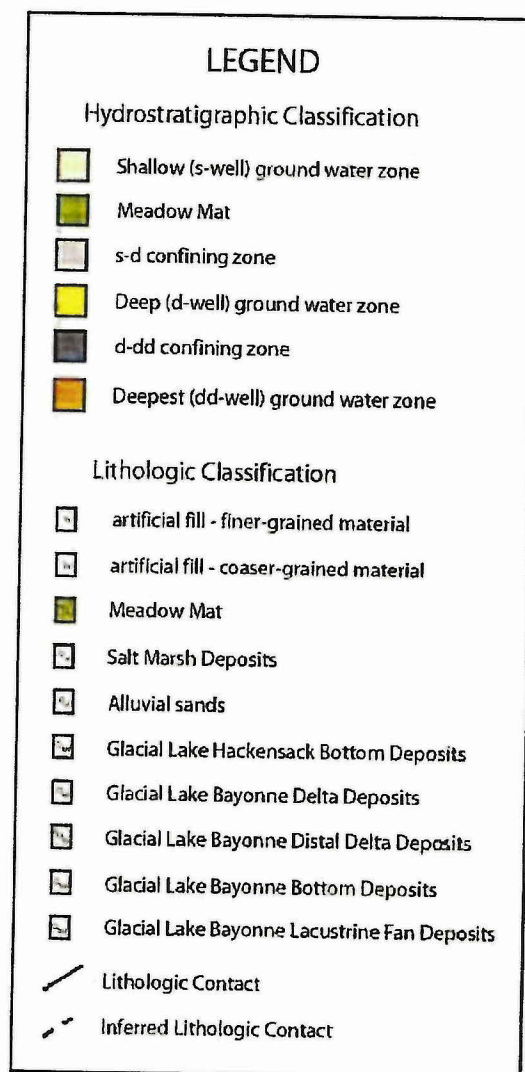 LEGEND
Hydrostratigraphic Classification
Shallow (s-well) ground water zone
Meadow Mat
s-d confining zone
Deep (d-well) ground water zone
d-dd confining zone
Deepest (dd-well) ground water zone
Lithologic Classification
artificial fill - finer-grained material
artificial fill - coaser-grained material
Meadow Mat
Salt Marsh Deposits
Alluvial sands
Glacial Lake Hackensack Bottom Deposits
Glacial Lake Bayonne Delta Deposits
Glacial Lake Bayonne Distal Delta Deposits
Glacial Lake Bayonne Bottom Deposits
Glacial Lake Bayonne Lacustrine Fan Deposits
Lithologic Contact
Inferred Lithologic Contact